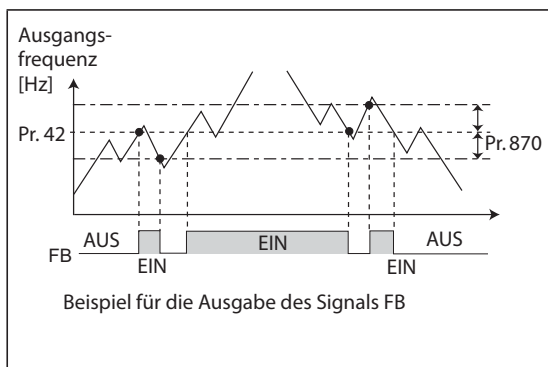 Ausgangs-
frequenz
[Hz]
Pr. 42
Pr. 870
AUS
EIN
AUS
FB
EIN
EIN
Beispiel für die Ausgabe des Signals FB